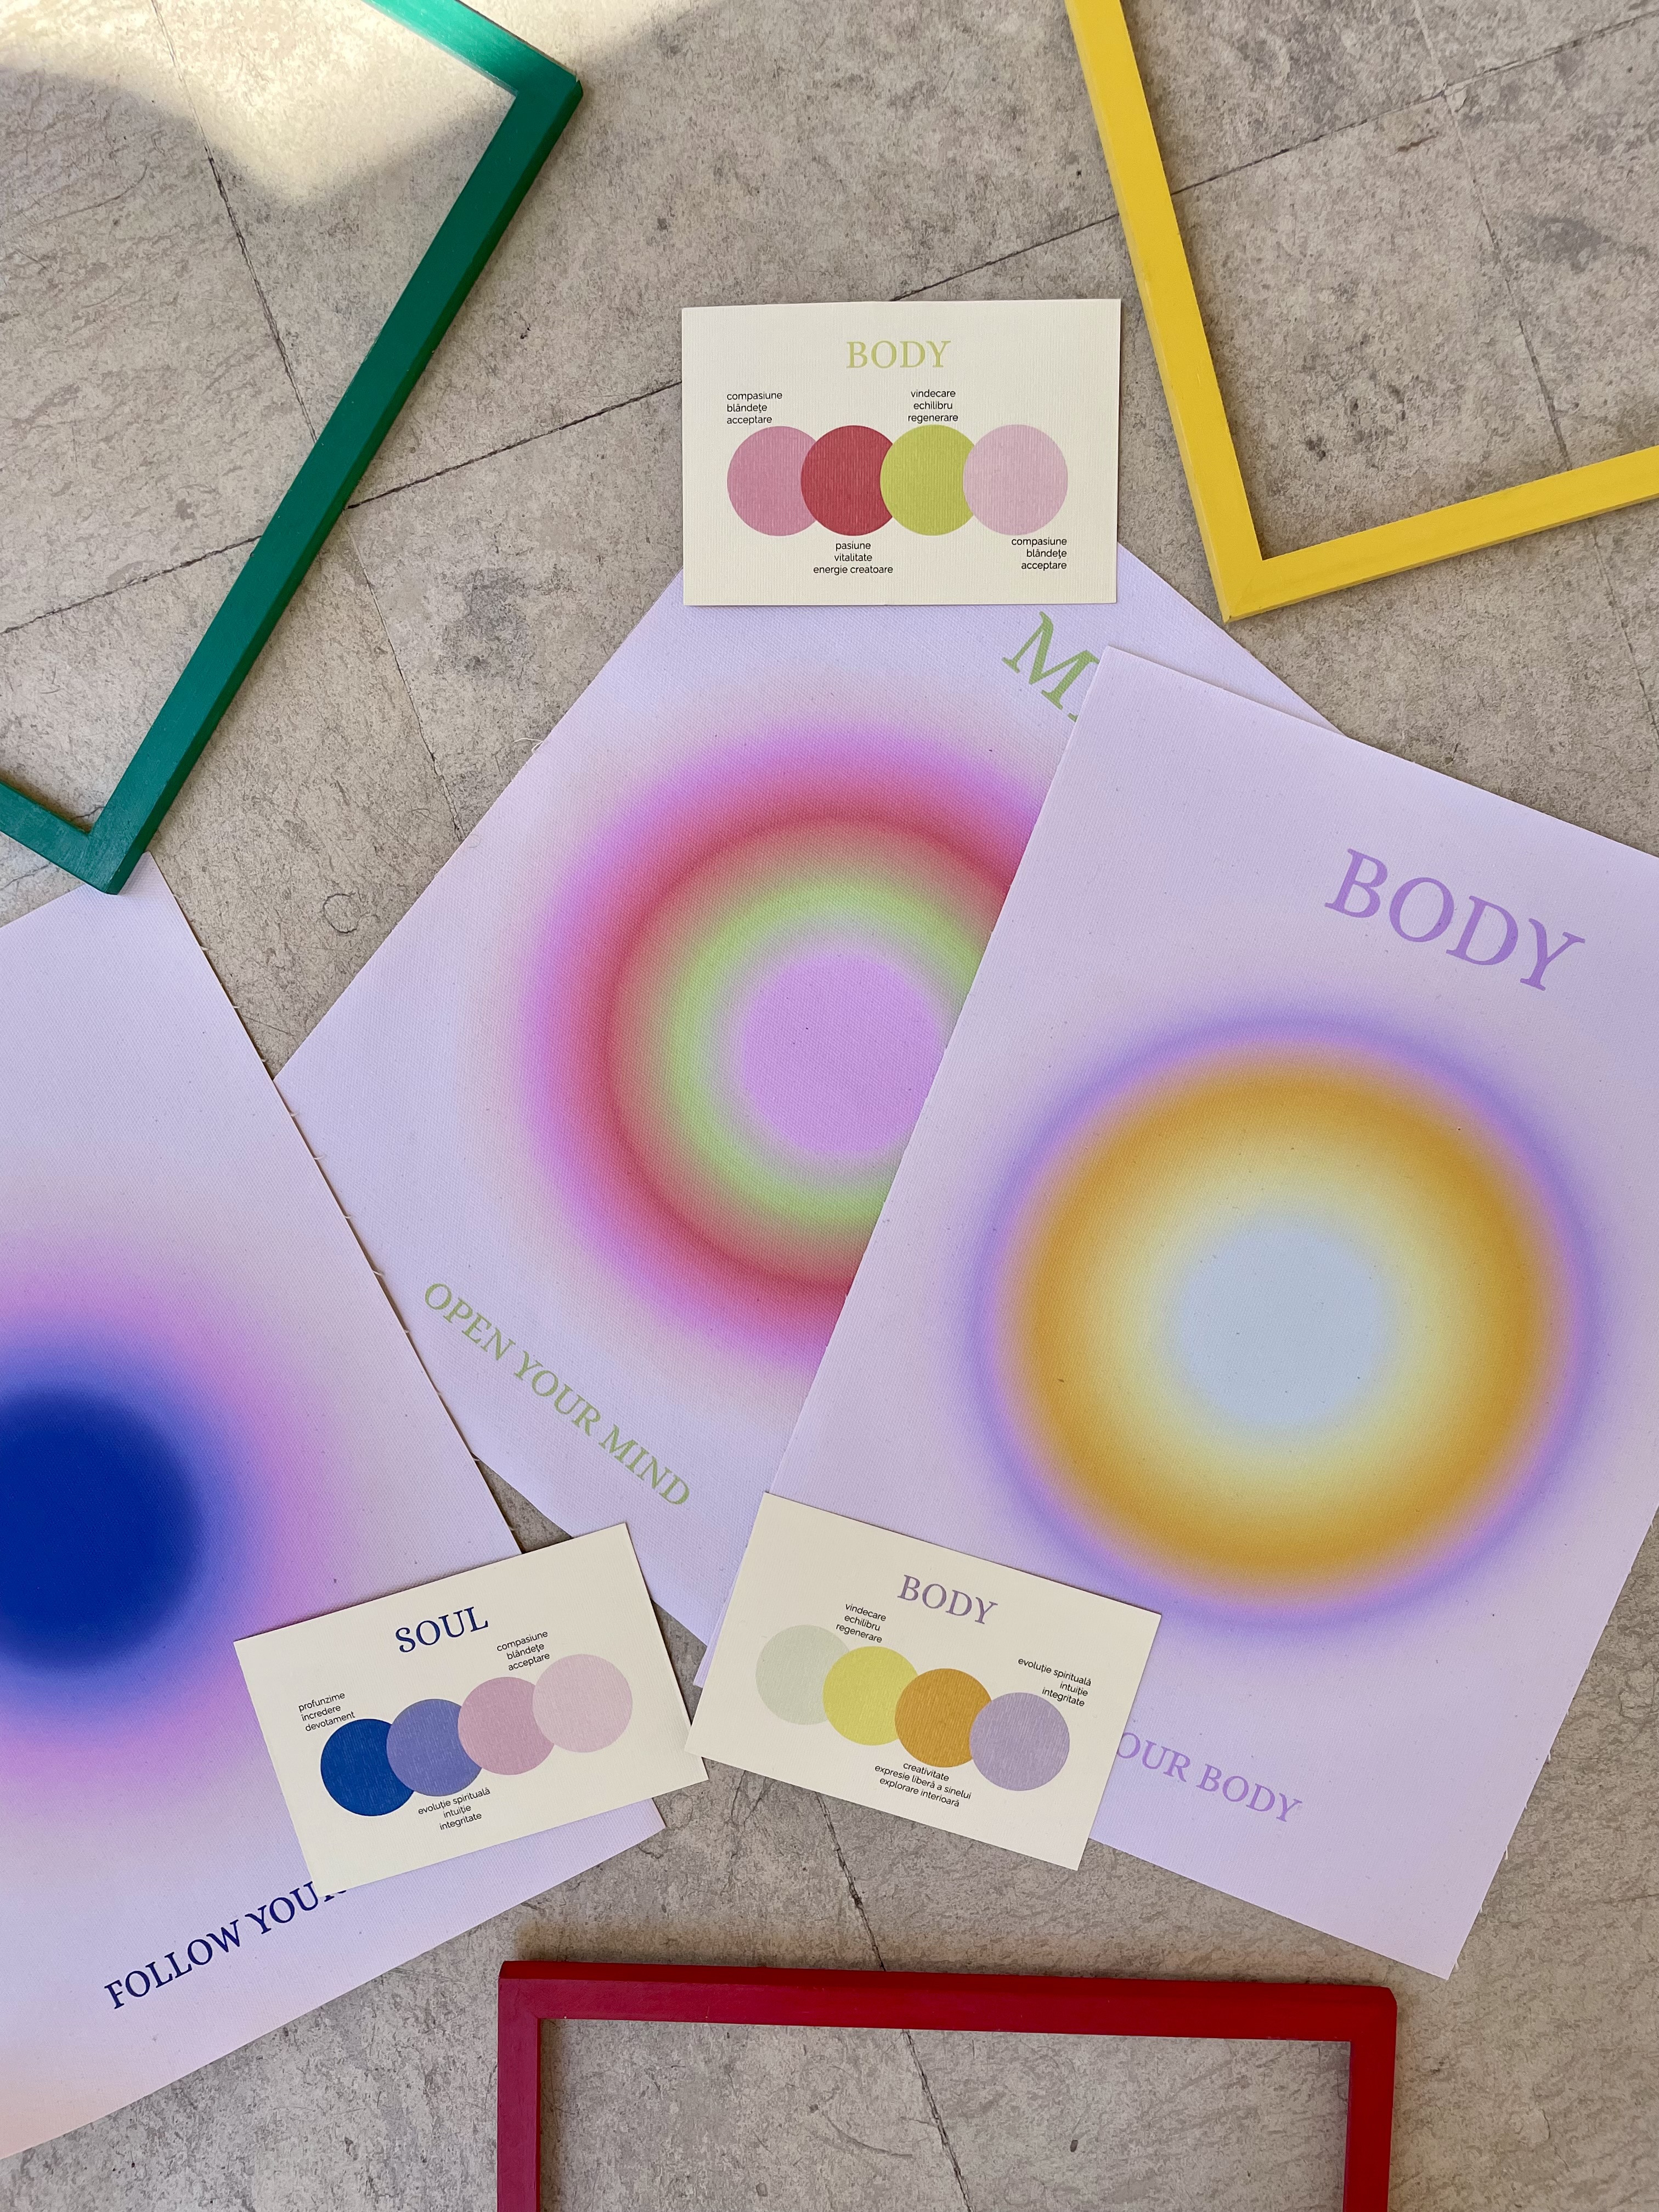 BODY
compasiune
blândețe
acceptare
vindecare
echilibru
regenerare
pasiune
vitalitate
energie creatoare
compasiune
blândețe
acceptare
BODY
OPEN YOUR MIND
SOUL
compasiune
blândețe
acceptare
profunzime
încredere
devotament
evoluție spirituală
intuiție
integritate
FOLLOW YOUR
BODY
vindecare
echilibru
regenerare
evoluție spirituală
intuiție
integritate
creativitate
expresie liberă a sinelui
explorare interioară
OUR BODY